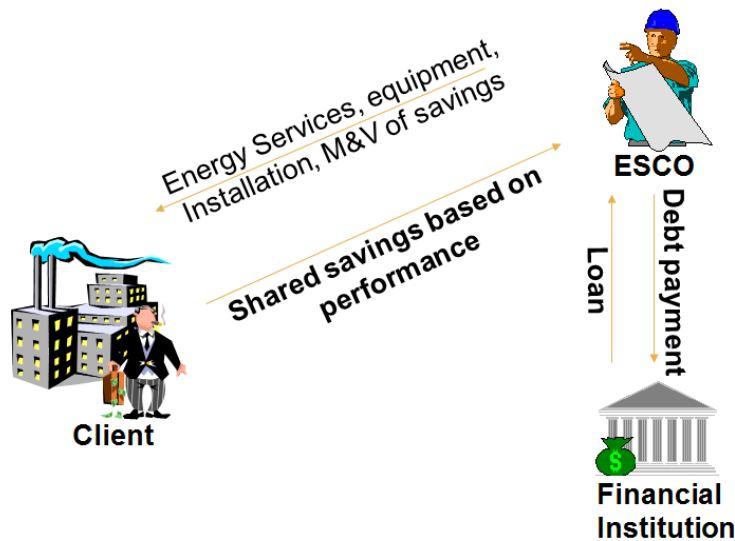 Energy Services, equipment,
Installation, M&V of savings
ESCO
Shared savings based on
performance
Loan
Debt payment
Client
$
Financial
Institution